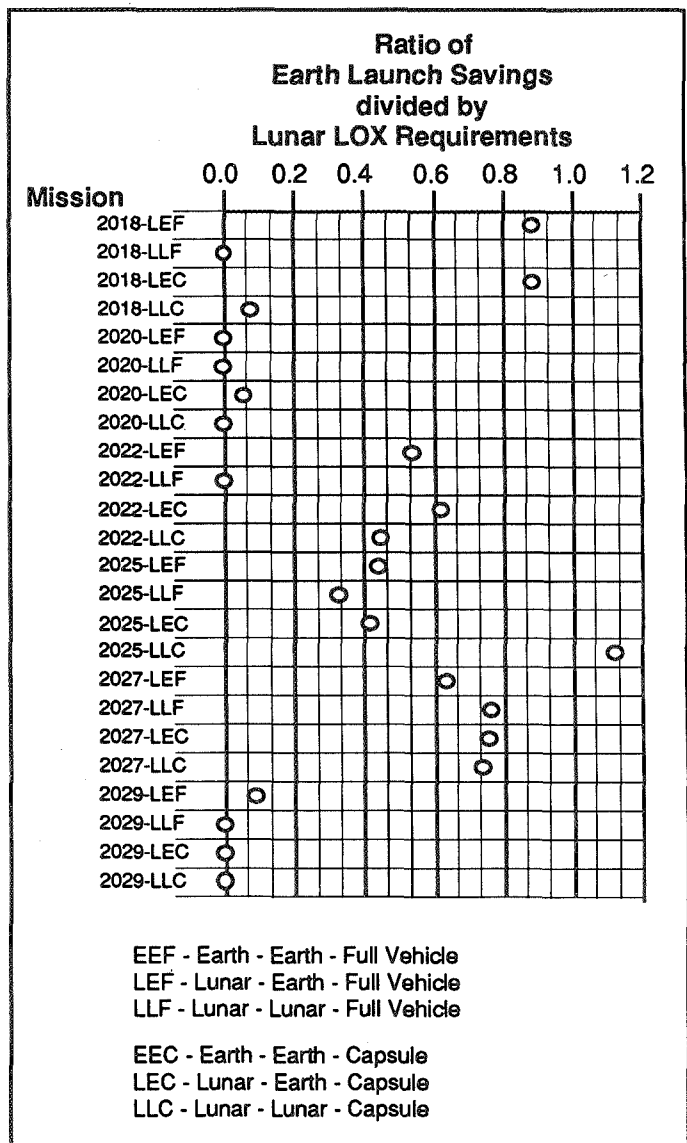 Ratio of
Earth Launch Savings
divided by
Lunar LOX Requirements
0.0 0.2 0.4 0.6 0.8 1.0 1.2
Mission
2018-LEF
2018-LLF
2018-LEC
2018-LLC
2020-LEF
2020-LLF
2020-LEC
2020-LLC
2022-LEF
2022-LLF
2022-LEC
2022-LLC
2025-LEF
2025-LLF
2025-LEC
2025-LLC
2027-LEF
2027-LLF
2027-LEC
2027-LLC
2029-LEF
2029-LLF
2029-LEC
2029-LLC
EEF - Earth - Earth - Full Vehicle
LEF - Lunar - Earth - Full Vehicle
LLF - Lunar - Lunar - Full Vehicle
EEC - Earth - Earth - Capsule
LEC - Lunar - Earth - Capsule
LLC - Lunar - Lunar - Capsule